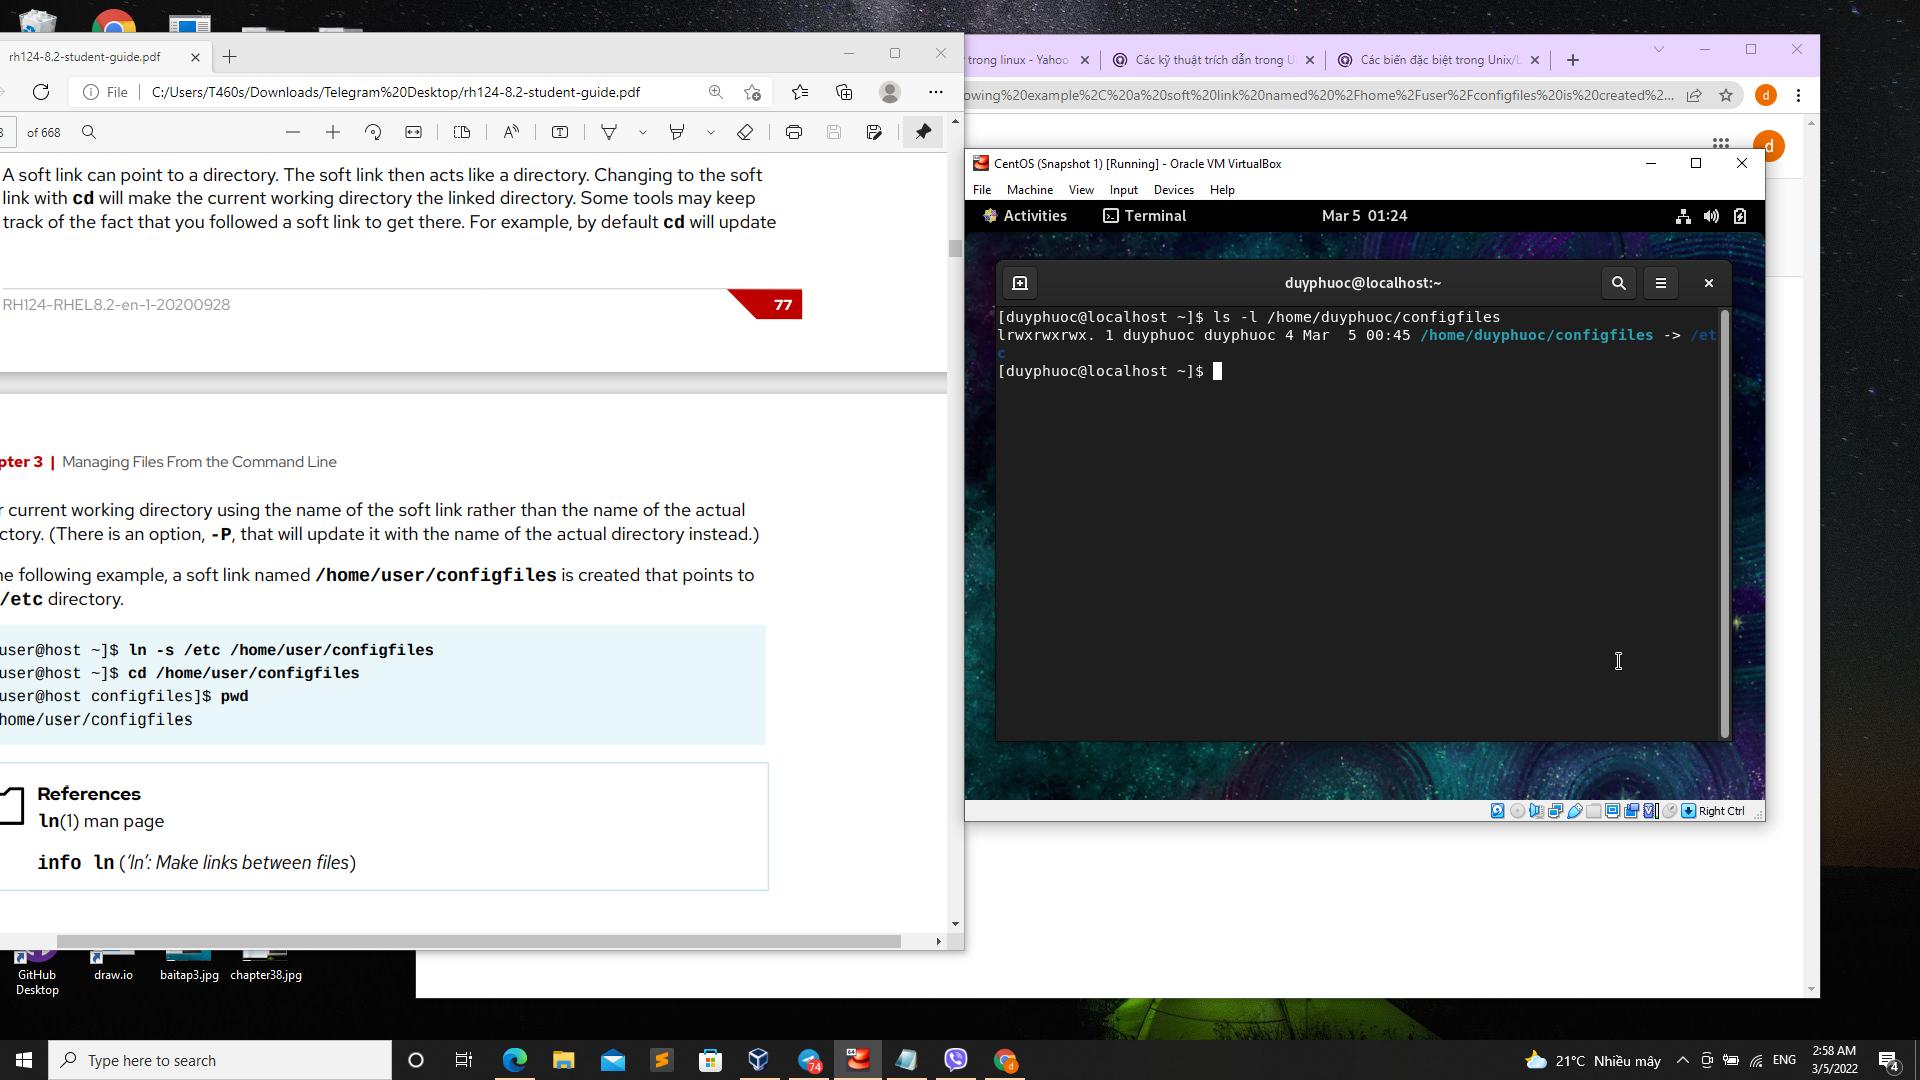 rh124-8.2-student-guide.pdf
File
C:/Users/T460s/Downloads/Telegram%20Desktop/rh124-8.2-student-guide.pdf
of 668
A soft link can point to a directory. The soft link then acts like a directory. Changing to the soft
link with cd will make the current working directory the linked directory. Some tools may keep
track of the fact that you followed a soft link to get there. For example, by default cd will update
RH124-RHEL8.2-en-1-20200928
77
pter 3 | Managing Files From the Command Line
r current working directory using the name of the soft link rather than the name of the actual
ctory. (There is an option, -P, that will update it with the name of the actual directory instead.)
he following example, a soft link named /home/user/configfiles is created that points to
/etc directory.
user@host ~]$ ln -s /etc /home/user/configfiles
user@host ~]$ cd /home/user/configfiles
user@host configfiles]$ pwd
home/user/configfiles
References
ln(1) man page
info ln (‘ln’: Make links between files)
trong linux - Yahoo
Các kỹ thuật trích dẫn trong U
Các biến đặc biệt trong Unix/L
owing%20example%2C%20a%20soft%20link%20named%20%2Fhome%2Fuser%2Fconfigfiles%20is%20created%2...
d
d
CentOS (Snapshot 1) [Running] - Oracle VM VirtualBox
File Machine View Input Devices Help
Activities Terminal Mar 5 01:24
duyphuoc@localhost:~
[duyphuoc@localhost ~]$ ls -l /home/duyphuoc/configfiles
lrwxrwxrwx. 1 duyphuoc duyphuoc 4 Mar  5 00:45 /home/duyphuoc/configfiles -> /et
c
[duyphuoc@localhost ~]$
Right Ctrl
GitHub
Desktop
draw.io
baitap3.jpg
chapter38.jpg
Type here to search
74
64
d
21°C Nhiều mây
ENG
2:58 AM
3/5/2022
4